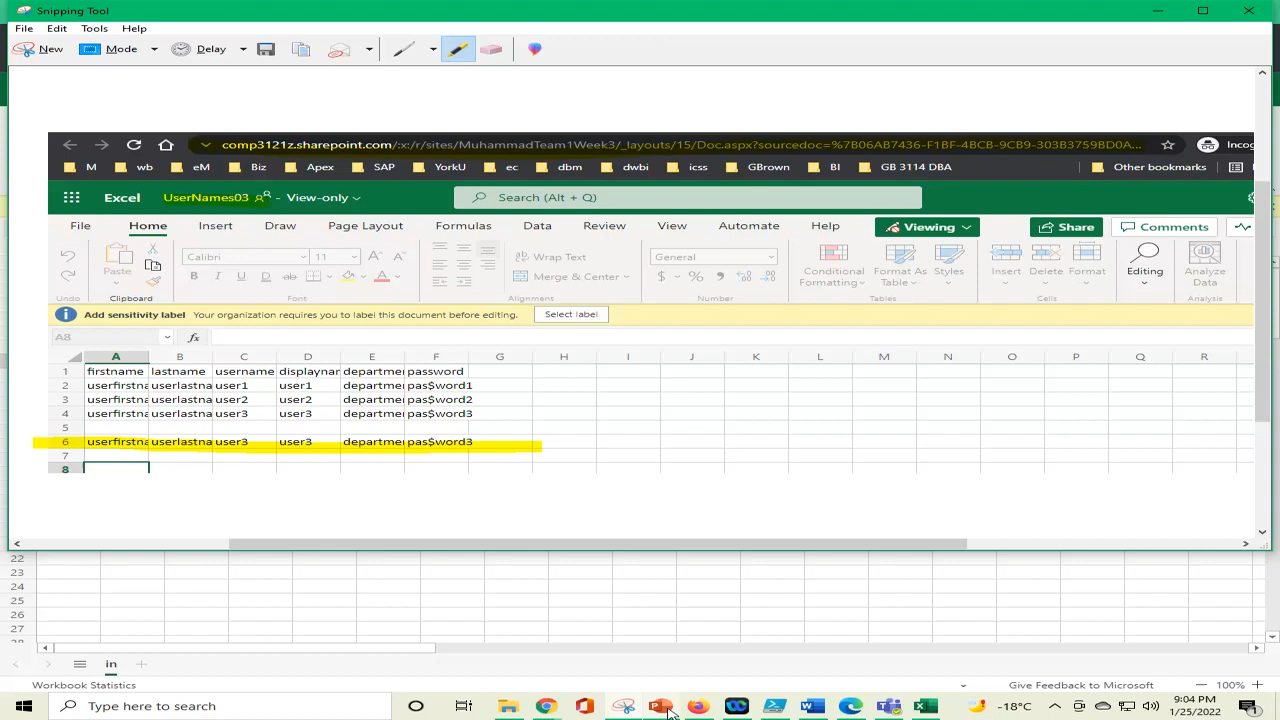 Snipping Tool
File Edit Tools Help
New Mode Delay
comp3121z.sharepoint.com/:x:/r/sites/MuhammadTeam1Week3/_layouts/15/Doc.aspx?sourcedoc=%7B06AB7436-F1BF-4BCB-9CB9-303B3759BD0A... Incog
M wb eM Biz Apex SAP YorkU ec dbm dwbi icss GBrown BI GB 3114 DBA Other bookmarks
Excel UserNames03 - View-only Search (Alt + Q)
File Home Insert Draw Page Layout Formulas Data Review View Automate Help Viewing Share Comments
Paste Calibri 11 A A Wrap Text General Conditional Format As Styles Insert Delete Format Editing Analyze
B I U A Merge & Center $ % Formatting Table Data
Undo Clipboard Font Alignment Number Tables Cells Analysis
Add sensitivity label Your organization requires you to label this document before editing. Select label
A8 fx
A B C D E F G H I J K L M N O P Q R
1 firstname lastname username displaynar departmer password
2 userfirstna userlastna user1 user1 departmer pas$word1
3 userfirstna userlastna user2 user2 departmer pas$word2
4 userfirstna userlastna user3 user3 departmer pas$word3
5
6 userfirstna userlastna user3 user3 departmer pas$word3
7
8
22
23
24
25
26
27
28
in
Workbook Statistics Give Feedback to Microsoft 100%
Type here to search -18°C 9:04 PM
1/25/2022